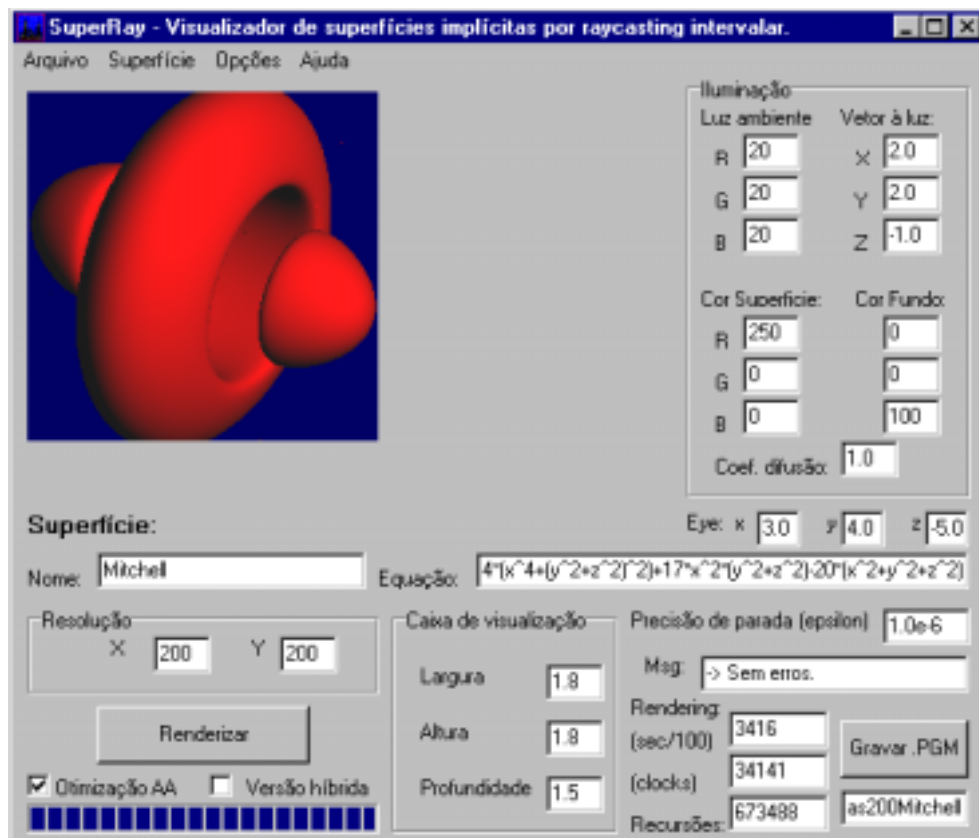 SuperRay - Visualizador de superfícies implícitas por raycasting intervalar.
Arquivo Superfície Opções Ajuda
Iluminação
Luz ambiente Vetor à luz:
R 20 X 2.0
G 20 Y 2.0
B 20 Z -1.0
Cor Superfície: Cor Fundo:
R 250 0
G 0 0
B 0 100
Coef. difusão: 1.0
Superfície:
Eye: x 3.0 y 4.0 z -5.0
Nome: Mitchell Equação: 4*(x^4+(y^2+z^2)^2)+17*x^2*(y^2+z^2)-20*(x^2+y^2+z^2)
Resolução
X 200 Y 200
Renderizar
Otimização AA Versão híbrida
Caixa de visualização
Largura 1.8
Altura 1.8
Profundidade 1.5
Precisão de parada (epsilon) 1.0e-6
Msg: -> Sem erros.
Rendering:
(sec/100) 3416
(clocks) 34141
Recursões: 673488
Gravar .PGM
as200Mitchell